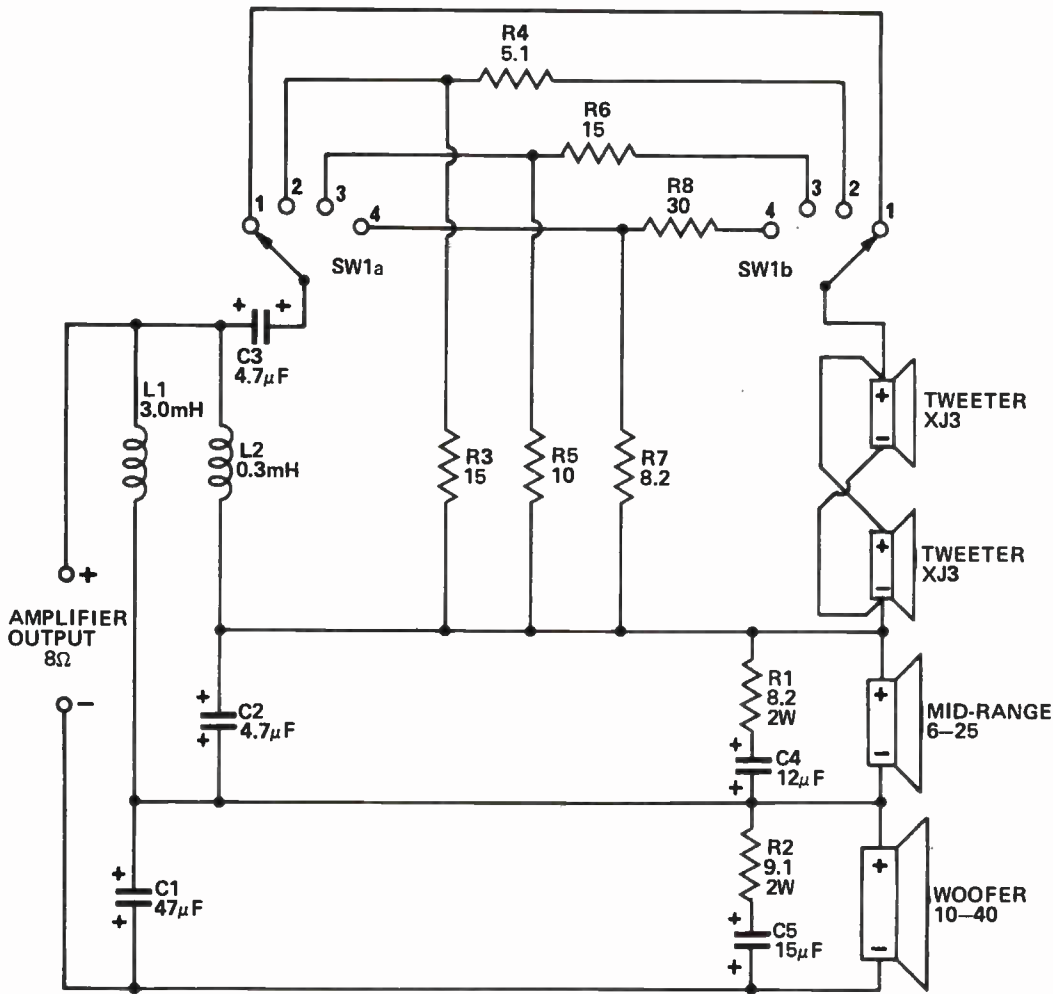 R4
5.1
R6
15
R8
30
1
2
3
4
4
3
2
1
SW1a
SW1b
+ +
C3
4.7µF
L1
3.0mH
L2
0.3mH
R3
15
R5
10
R7
8.2
+
−
TWEETER
XJ3
+
−
TWEETER
XJ3
+
AMPLIFIER
OUTPUT
8Ω
−
+
+
C2
4.7µF
R1
8.2
2W
+
+
C4
12µF
+
−
MID-RANGE
6–25
+
+
C1
47µF
R2
9.1
2W
+
+
C5
15µF
+
−
WOOFER
10–40